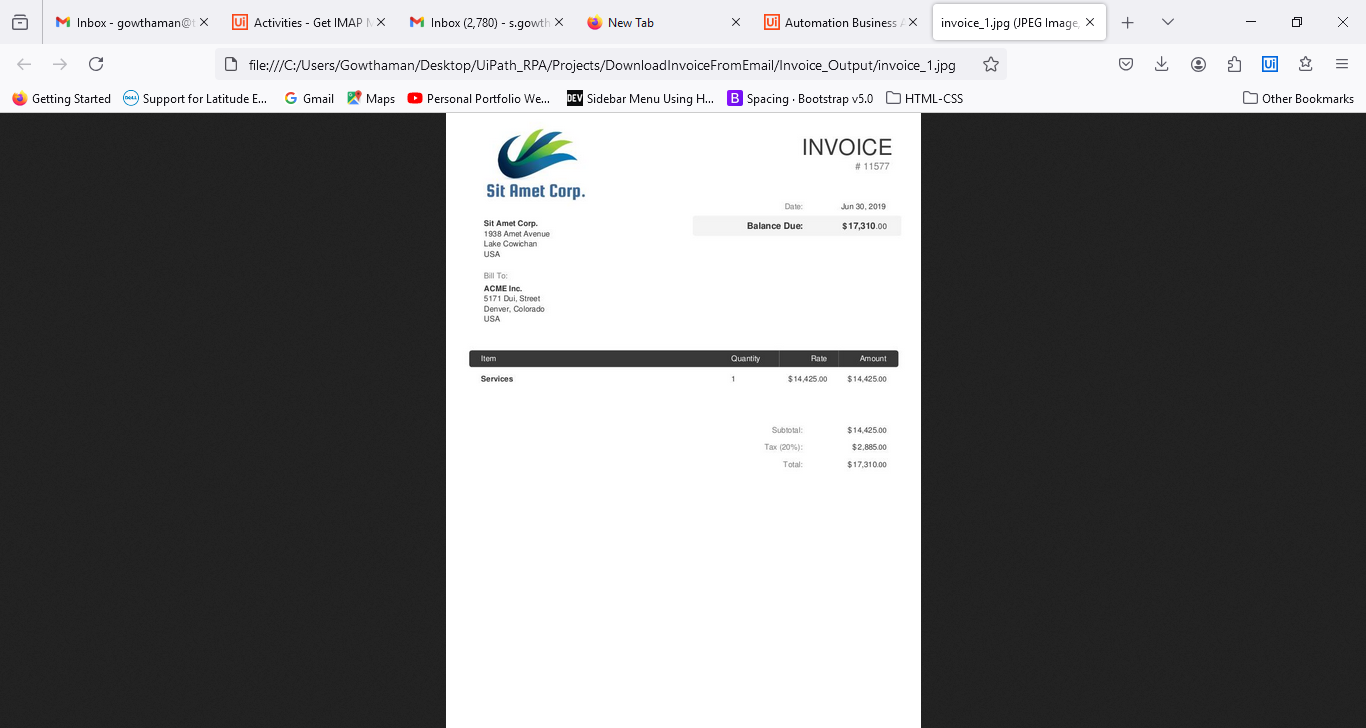 Inbox - gowthaman@
Activities - Get IMAP
Inbox (2,780) - s.gowth
New Tab
Automation Business
invoice_1.jpg (JPEG Image,
file:///C:/Users/Gowthaman/Desktop/UiPath_RPA/Projects/DownloadInvoiceFromEmail/Invoice_Output/invoice_1.jpg
Ui
Getting Started Support for Latitude E... Gmail Maps Personal Portfolio We... DEV Sidebar Menu Using H... B Spacing · Bootstrap v5.0 HTML-CSS Other Bookmarks
Sit Amet Corp.
INVOICE
# 11577
Date: Jun 30, 2019
Balance Due: $17,310.00
Sit Amet Corp.
1938 Amet Avenue
Lake Cowichan
USA
Bill To:
ACME Inc.
5171 Dui, Street
Denver, Colorado
USA
Item Quantity Rate Amount
Services 1 $14,425.00 $14,425.00
Subtotal: $14,425.00
Tax (20%): $2,885.00
Total: $17,310.00